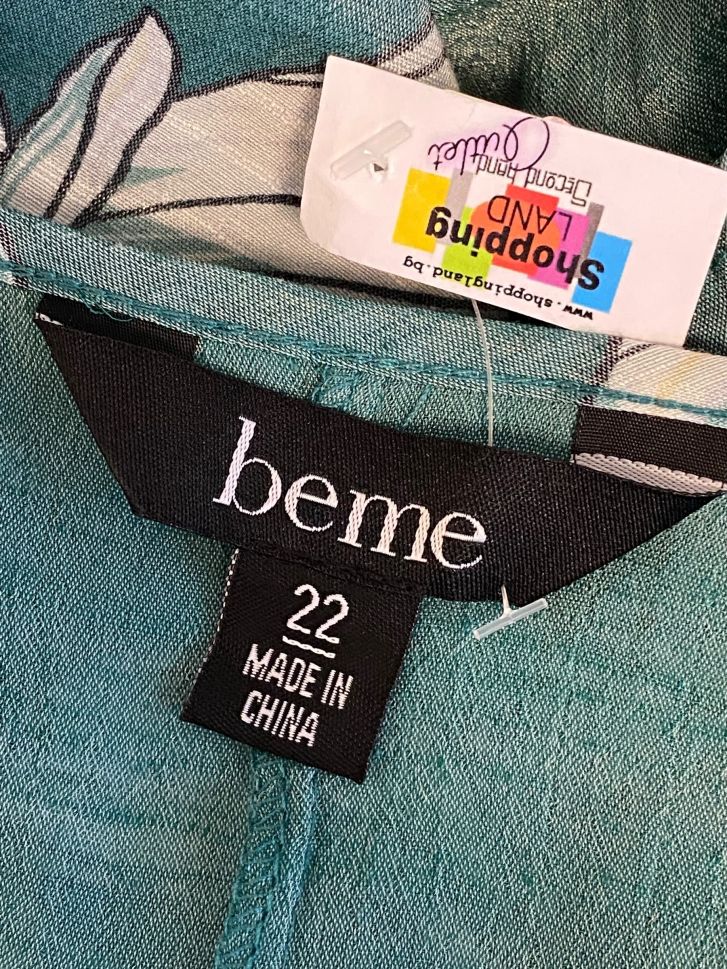 www.shoppingland.bg
Shopping
LAND
Second Hand
Outlet
beme
22
MADE IN
CHINA